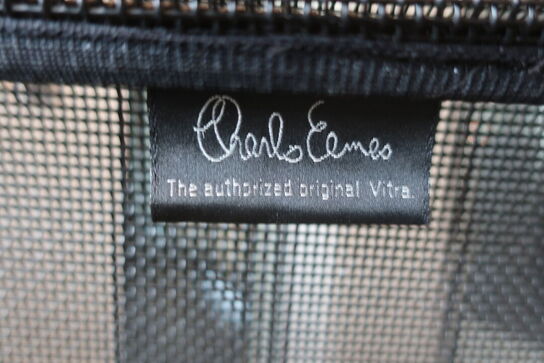 Charles Eames
The authorized original Vitra.